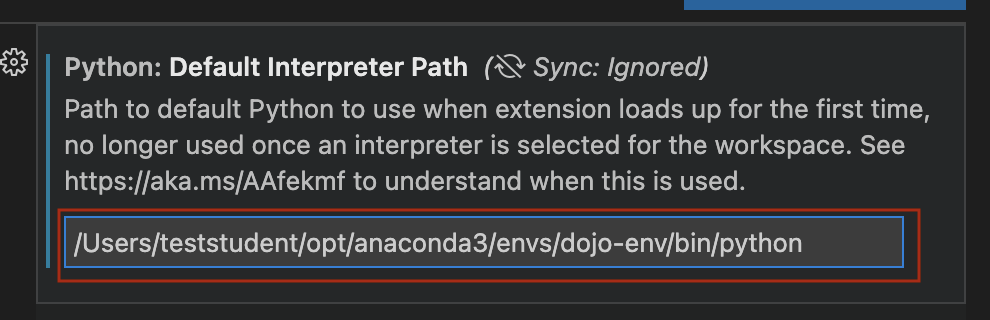 Python: Default Interpreter Path (Sync: Ignored)
Path to default Python to use when extension loads up for the first time,
no longer used once an interpreter is selected for the workspace. See
https://aka.ms/AAfekmf to understand when this is used.
/Users/teststudent/opt/anaconda3/envs/dojo-env/bin/python